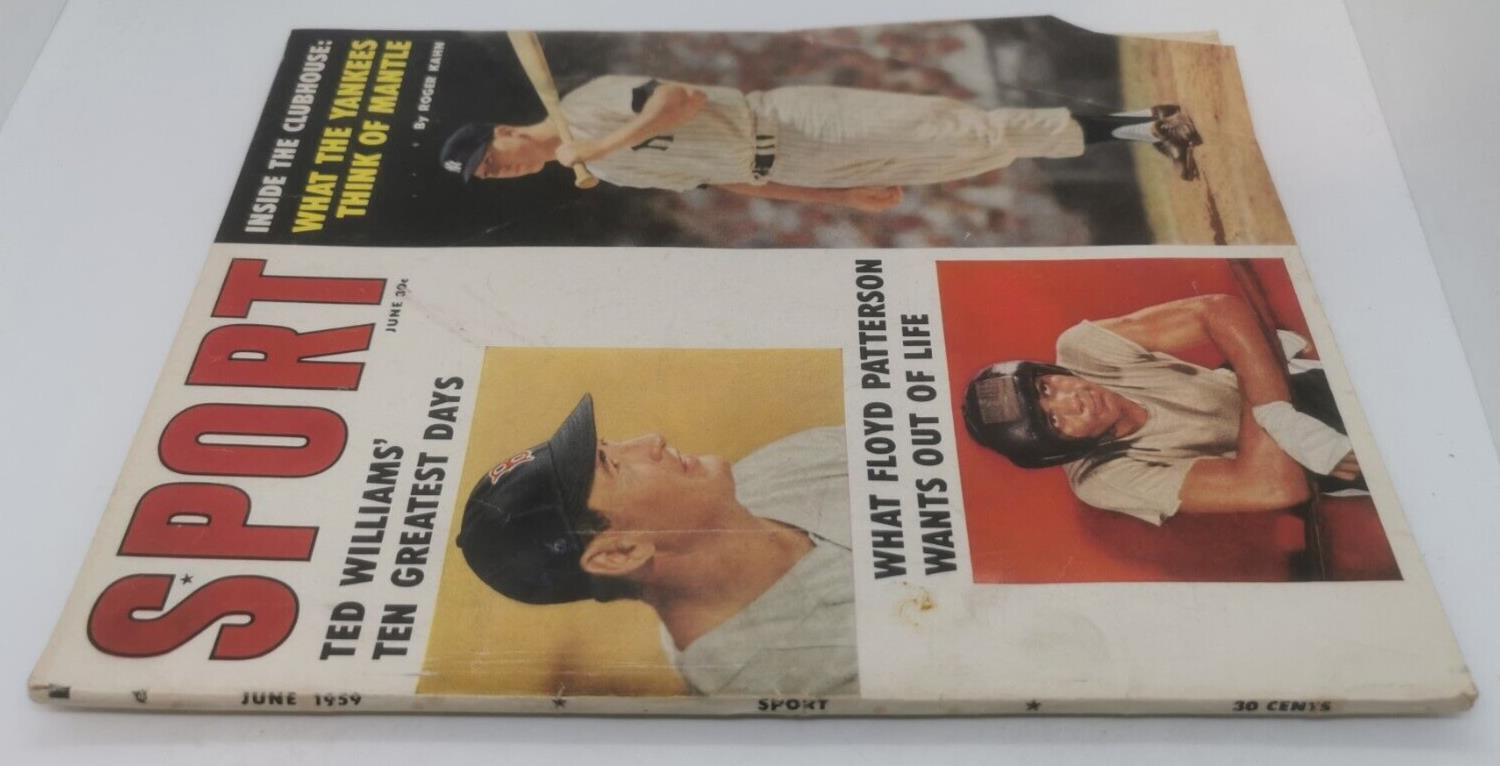 INSIDE THE CLUBHOUSE:
WHAT THE YANKEES
THINK OF MANTLE
By ROGER KAHN
SPORT
JUNE 30¢
TED WILLIAMS'
TEN GREATEST DAYS
WHAT FLOYD PATTERSON
WANTS OUT OF LIFE
JUNE 1959
SPORT
30 CENTS